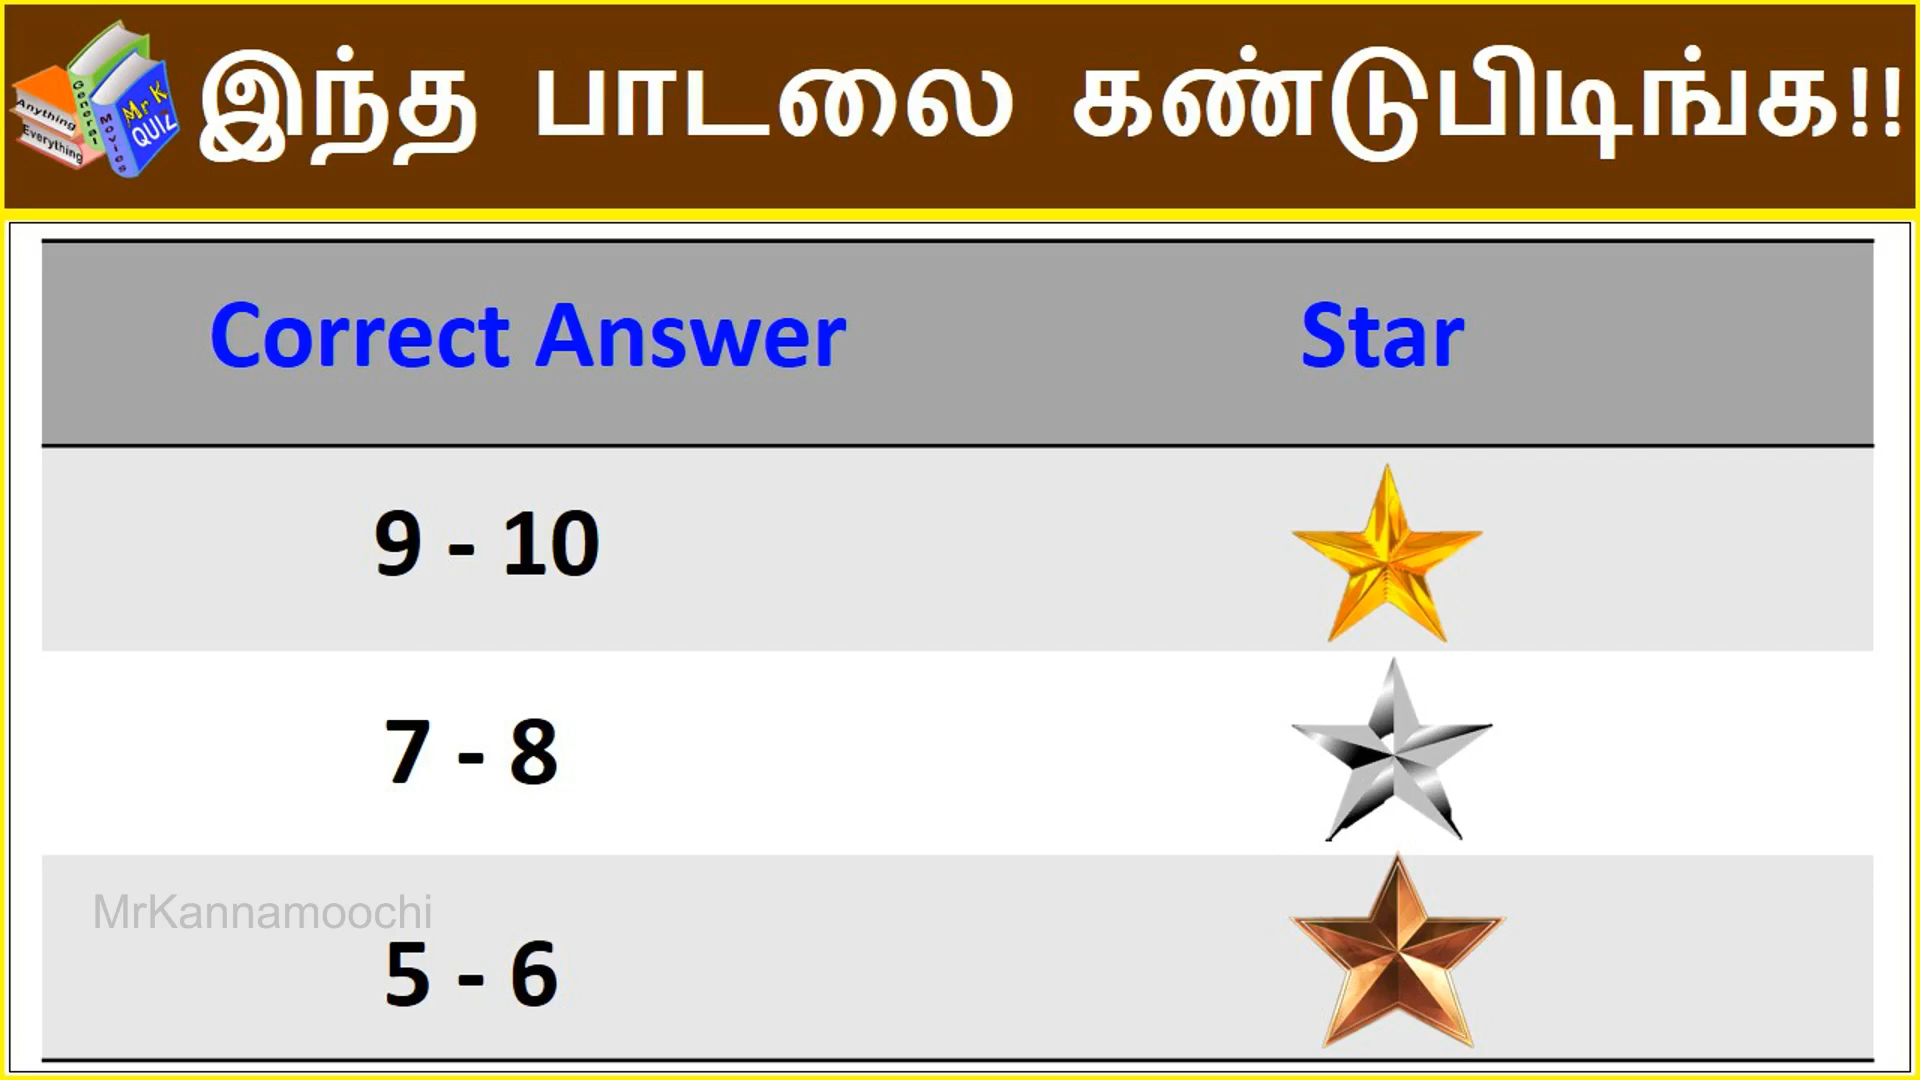 Anything
Everything
General
Movies
Mr K
QUIZ
இந்த பாடலை கண்டுபிடிங்க!!
Correct Answer Star
9 - 10
7 - 8
MrKannamoochi
5 - 6